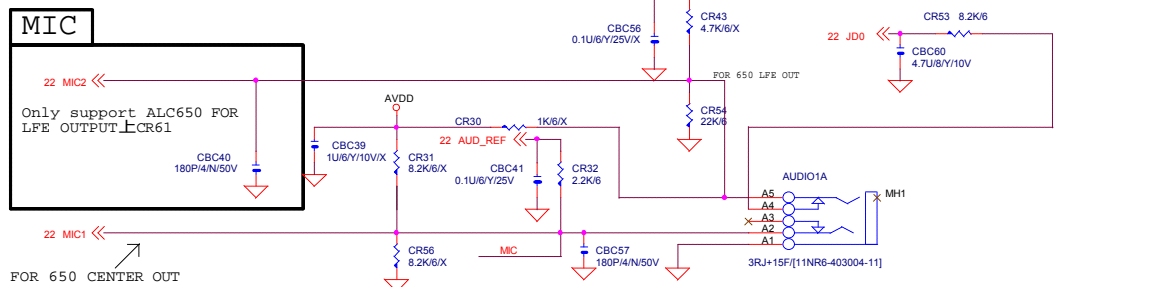 MIC
22 MIC2
Only support ALC650 FOR
LFE OUTPUT上CR61
CBC40
180P/4/N/50V
22 MIC1
FOR 650 CENTER OUT
CBC56
0.1U/6/Y/25V/X
CR43
4.7K/6/X
FOR 650 LFE OUT
CR54
22K/6
22 JD0
CR53 8.2K/6
CBC60
4.7U/8/Y/10V
AVDD
CBC39
1U/6/Y/10V/X
CR30 1K/6/X
22 AUD_REF
CR31
8.2K/6/X
CBC41
0.1U/6/Y/25V
CR32
2.2K/6
CR56
8.2K/6/X
MIC
CBC57
180P/4/N/50V
AUDIO1A
A5
A4
A3
A2
A1
MH1
3RJ+15F/[11NR6-403004-11]